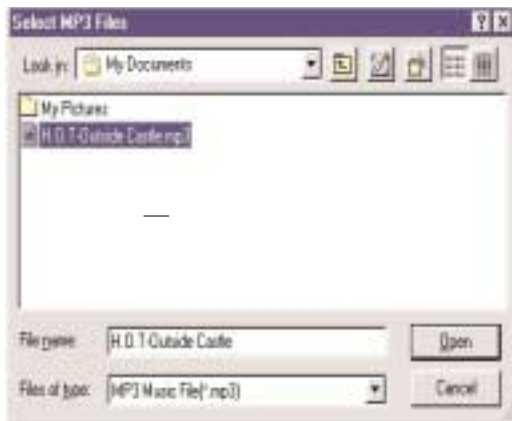 Select MP3 Files
Look in: My Documents
My Pictures
H.O.T-Outside Castle.mp3
File name: H.O.T-Outside Castle
Open
Files of type: MP3 Music File(*.mp3)
Cancel